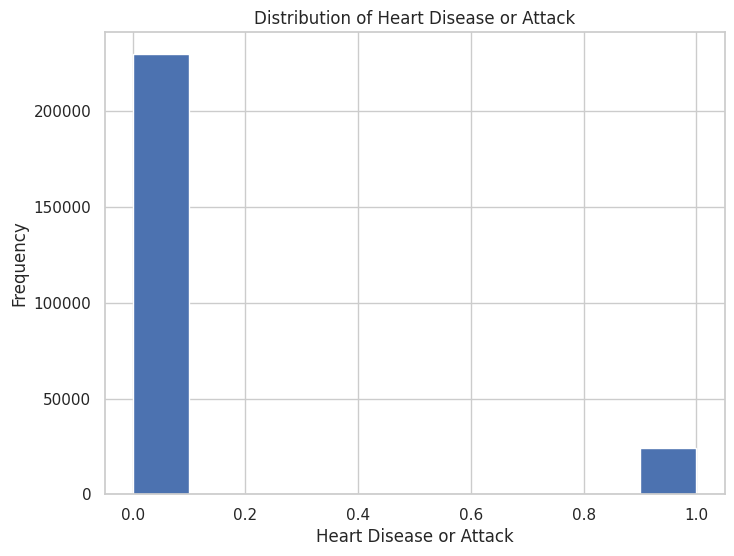 Distribution of Heart Disease or Attack
200000
150000
100000
50000
0
Frequency
0.0 0.2 0.4 0.6 0.8 1.0
Heart Disease or Attack